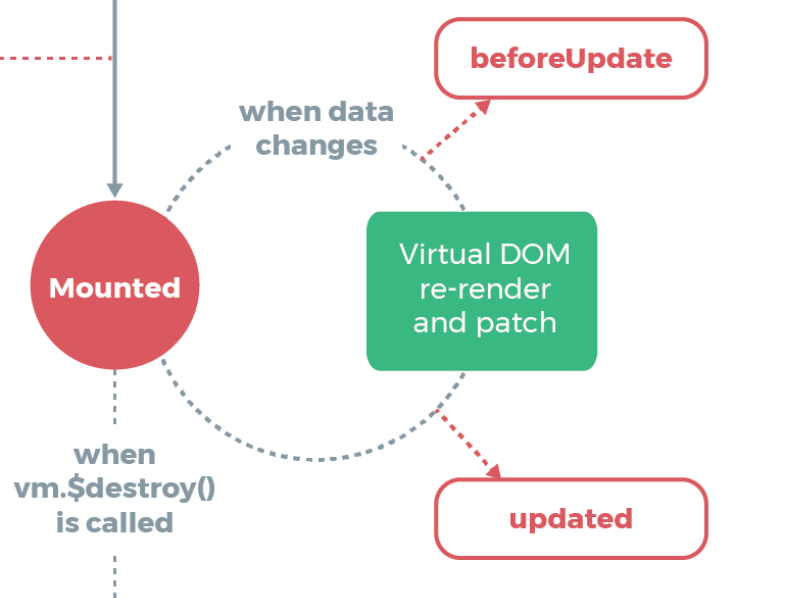 beforeUpdate
when data
changes
Mounted
Virtual DOM
re-render
and patch
when
vm.$destroy()
is called
updated